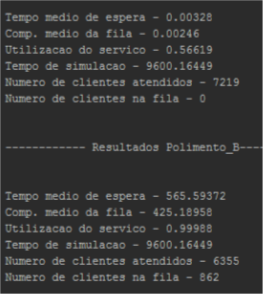 Tempo medio de espera - 0.00328
Comp. medio da fila - 0.00246
Utilizacao do servico - 0.56619
Tempo de simulacao - 9600.16449
Numero de clientes atendidos - 7219
Numero de clientes na fila - 0
------------ Resultados Polimento_B----
Tempo medio de espera - 565.59372
Comp. medio da fila - 425.18958
Utilizacao do servico - 0.99988
Tempo de simulacao - 9600.16449
Numero de clientes atendidos - 6355
Numero de clientes na fila - 862